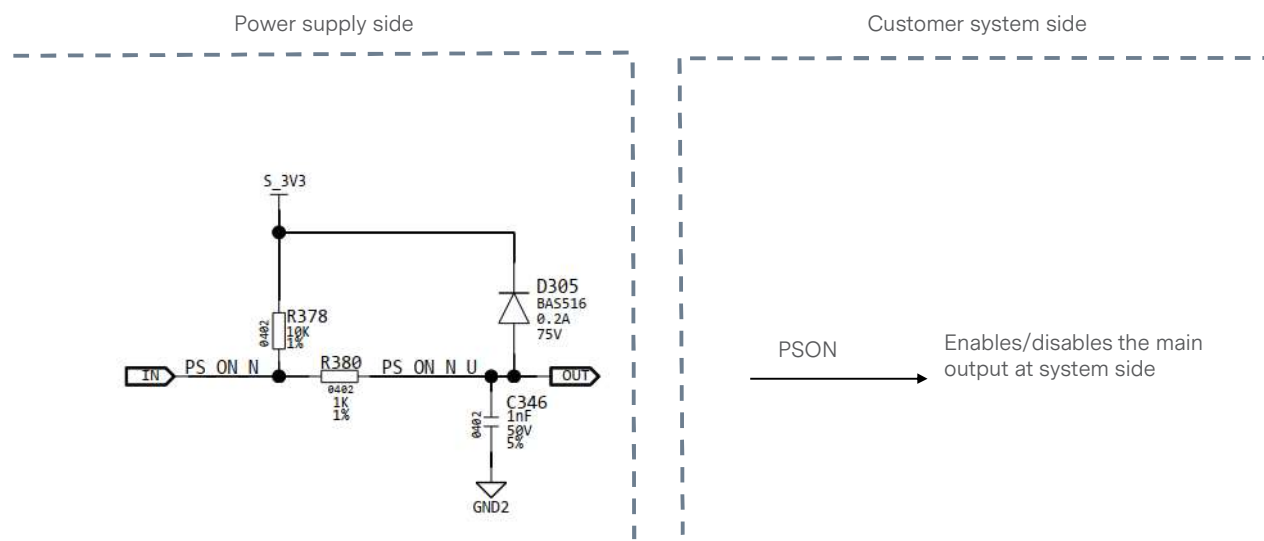 Power supply side
Customer system side
S_3V3
D305
BAS516
0.2A
75V
R378
10K
1%
0402
IN
PS_ON_N
R380
0402
1K
1%
PS_ON_N_U
OUT
C346
1nF
50V
5%
0402
GND2
PSON
Enables/disables the main
output at system side